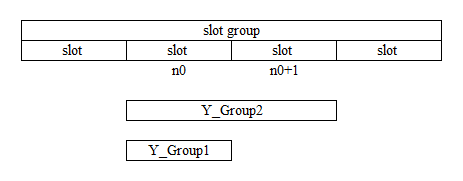 slot group
slot slot slot slot
n0 n0+1
Y_Group2
Y_Group1